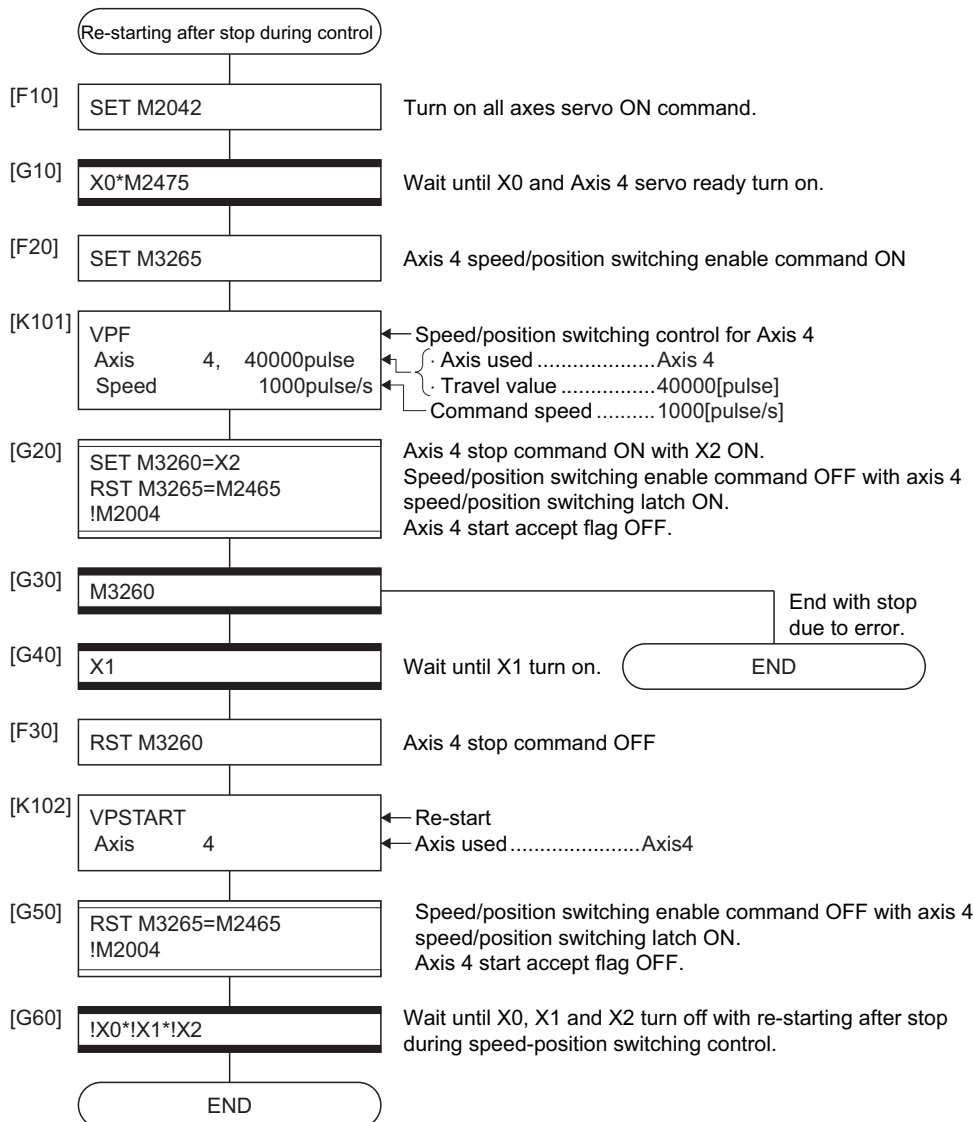 Re-starting after stop during control
[F10]
SET M2042
Turn on all axes servo ON command.
[G10]
X0*M2475
Wait until X0 and Axis 4 servo ready turn on.
[F20]
SET M3265
Axis 4 speed/position switching enable command ON
[K101]
VPF
Axis 4, 40000pulse
Speed 1000pulse/s
Speed/position switching control for Axis 4
· Axis used ....................Axis 4
· Travel value ................40000[pulse]
Command speed ..........1000[pulse/s]
[G20]
SET M3260=X2
RST M3265=M2465
!M2004
Axis 4 stop command ON with X2 ON.
Speed/position switching enable command OFF with axis 4
speed/position switching latch ON.
Axis 4 start accept flag OFF.
[G30]
M3260
End with stop
due to error.
[G40]
X1
Wait until X1 turn on.
END
[F30]
RST M3260
Axis 4 stop command OFF
[K102]
VPSTART
Axis 4
Re-start
Axis used ......................Axis4
[G50]
RST M3265=M2465
!M2004
Speed/position switching enable command OFF with axis 4
speed/position switching latch ON.
Axis 4 start accept flag OFF.
[G60]
!X0*!X1*!X2
Wait until X0, X1 and X2 turn off with re-starting after stop
during speed-position switching control.
END